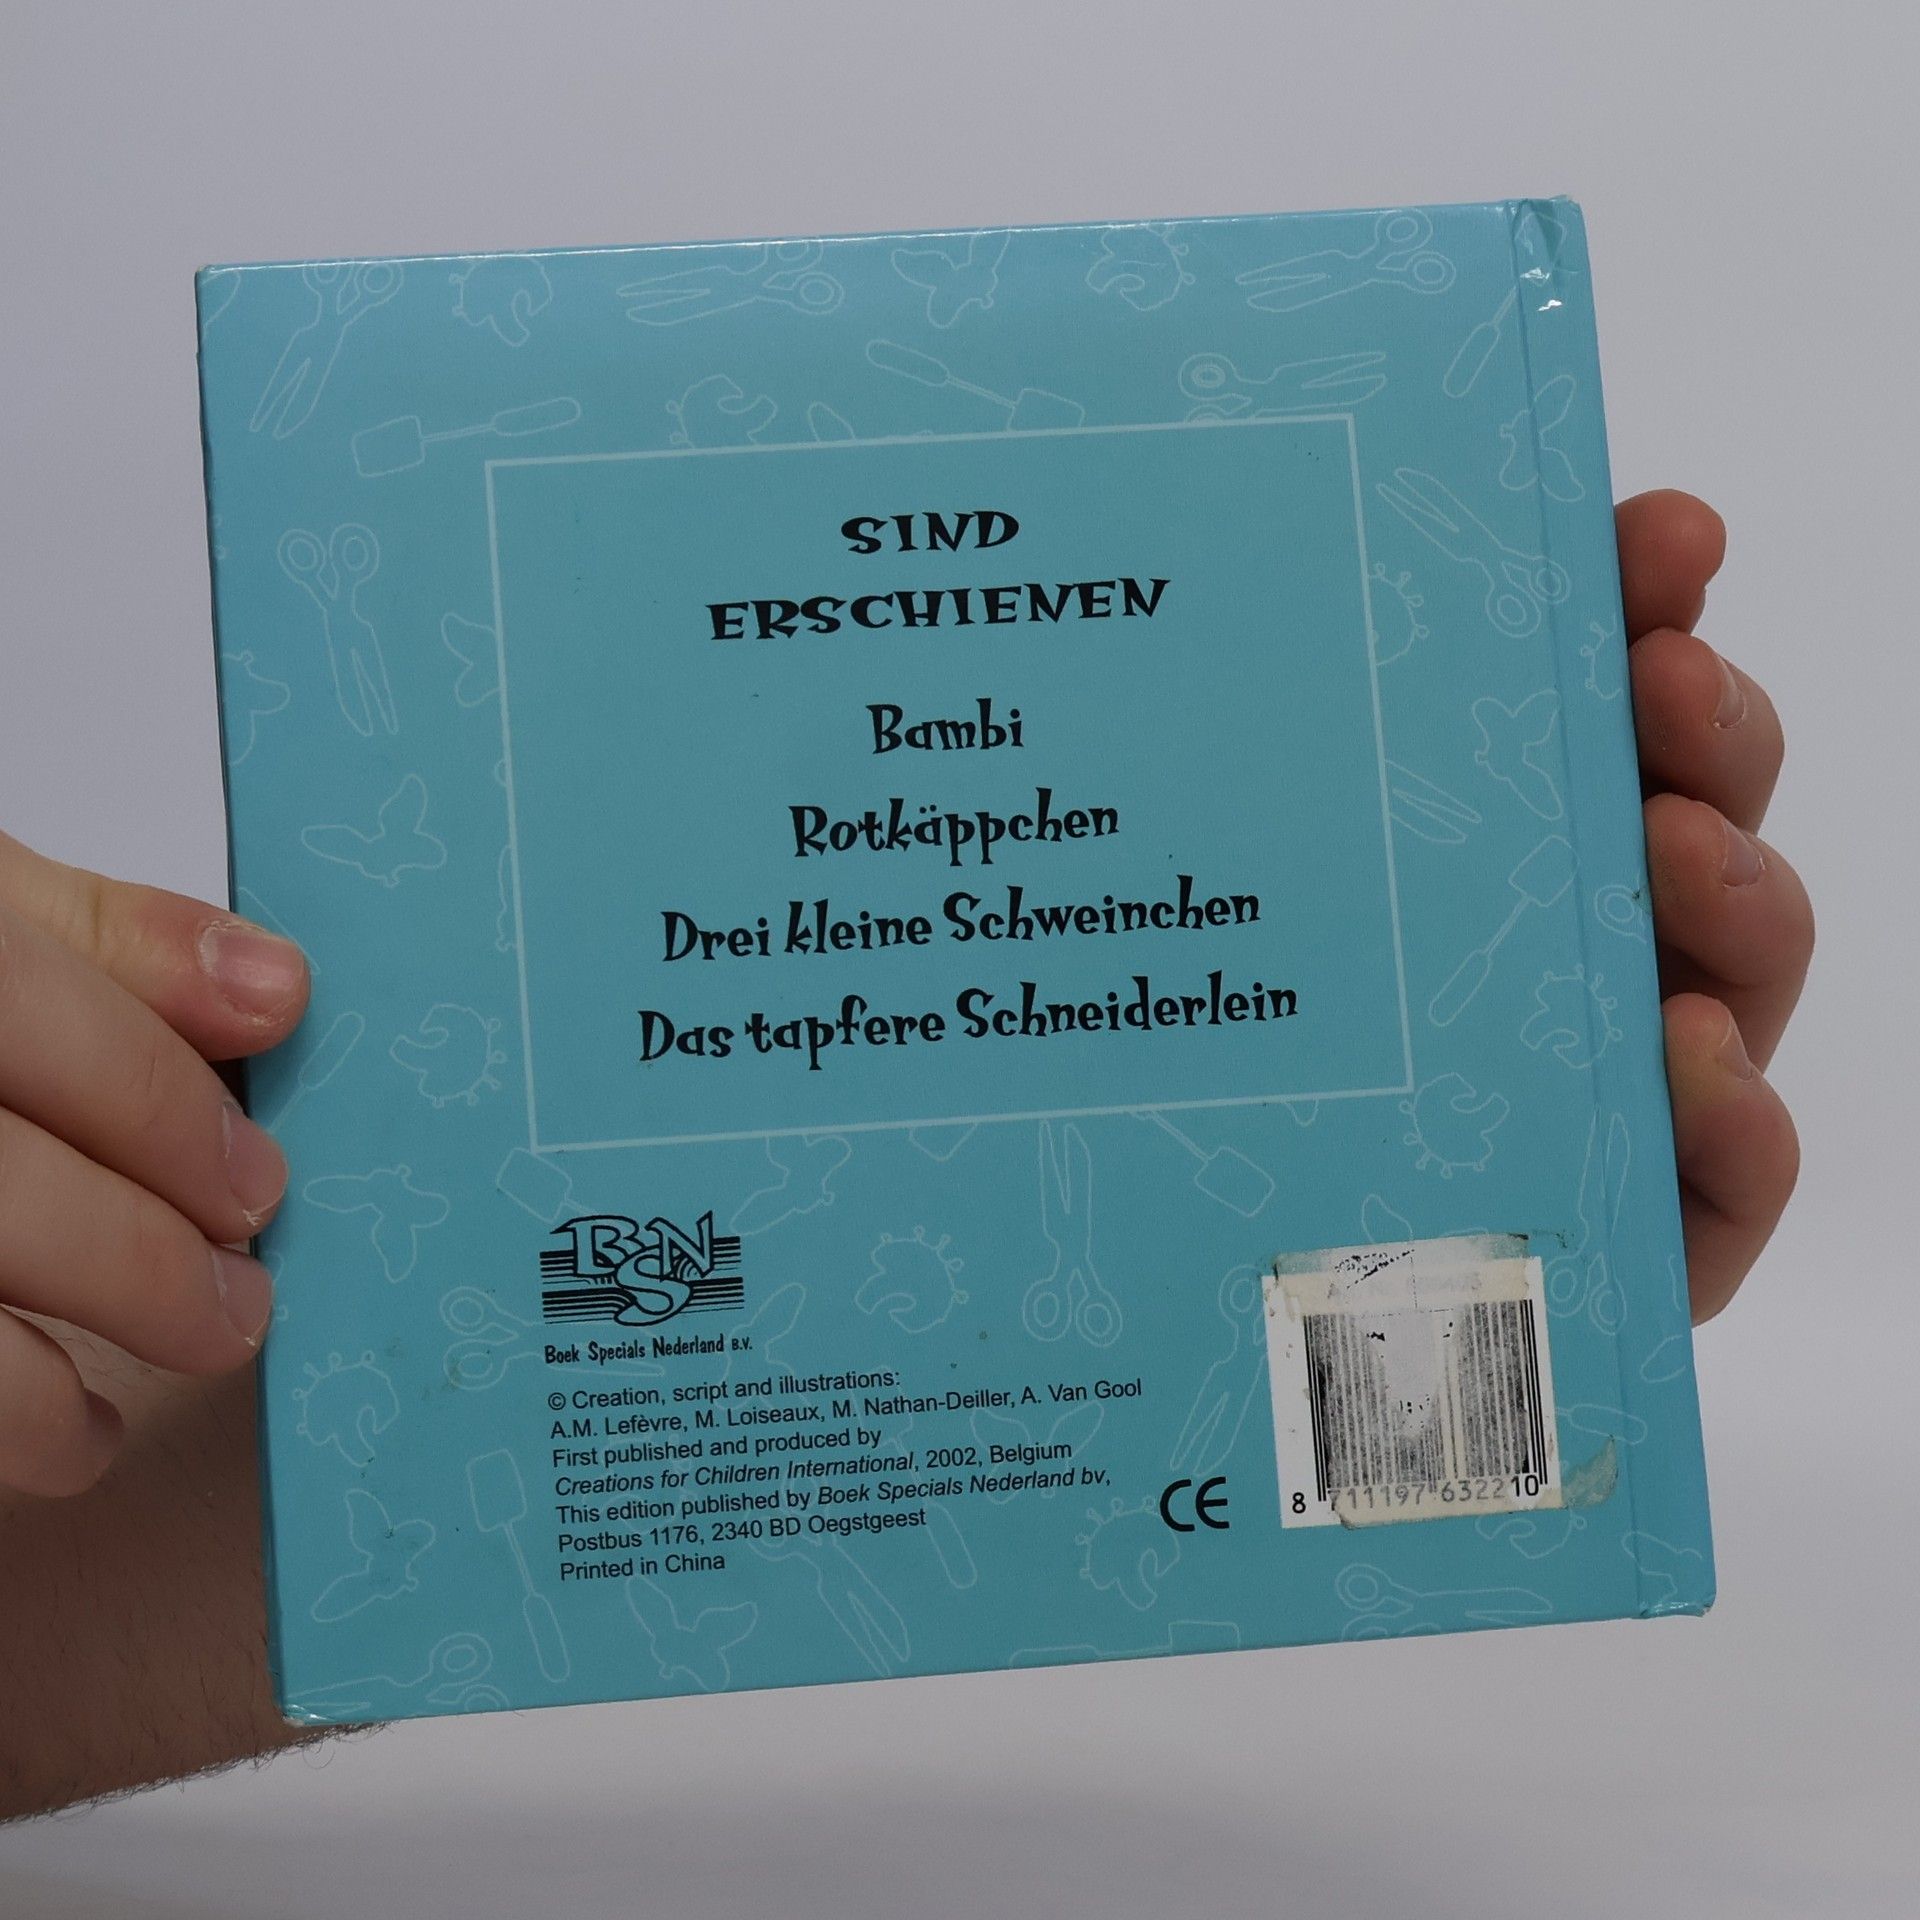 SIND
ERSCHIENEN
Bambi
Rotkäppchen
Drei kleine Schweinchen
Das tapfere Schneiderlein
BSN
Boek Specials Nederland B.V.
© Creation, script and illustrations:
A.M. Lefèvre, M. Loiseaux, M. Nathan-Deiller, A. Van Gool
First published and produced by
Creations for Children International, 2002, Belgium
This edition published by Boek Specials Nederland bv,
Postbus 1176, 2340 BD Oegstgeest
Printed in China
CE
8 711197 632210